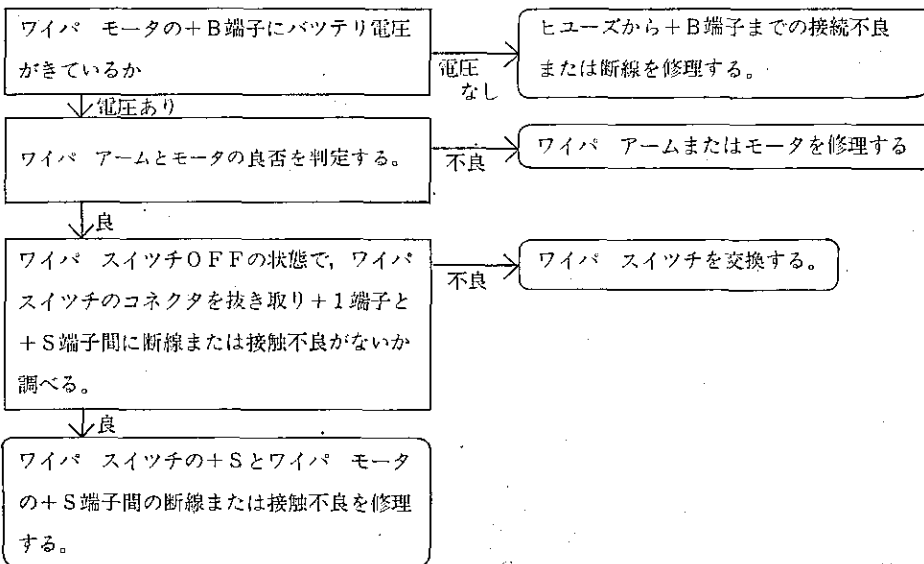 ワイパ モータの+B端子にバツテリ電圧
がきているか
電圧
なし
ヒユーズから+B端子までの接続不良
または断線を修理する。
電圧あり
ワイパ アームとモータの良否を判定する。
不良
ワイパ アームまたはモータを修理する
良
ワイパ スイツチOFFの状態で，ワイパ
スイツチのコネクタを抜き取り+1端子と
+S端子間に断線または接触不良がないか
調べる。
不良
ワイパ スイツチを交換する。
良
ワイパ スイツチの+Sとワイパ モータ
の+S端子間の断線または接触不良を修理
する。